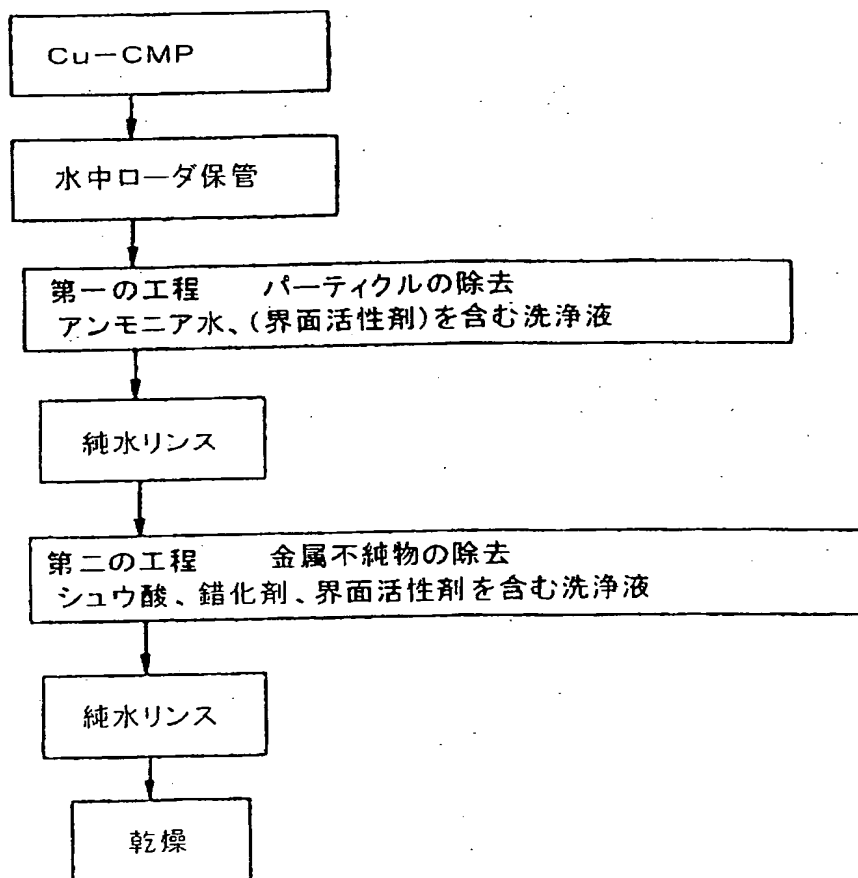 Cu－CMP
水中ローダ保管
第一の工程　パーティクルの除去
アンモニア水、（界面活性剤）を含む洗浄液
純水リンス
第二の工程　金属不純物の除去
シュウ酸、錯化剤、界面活性剤を含む洗浄液
純水リンス
乾燥